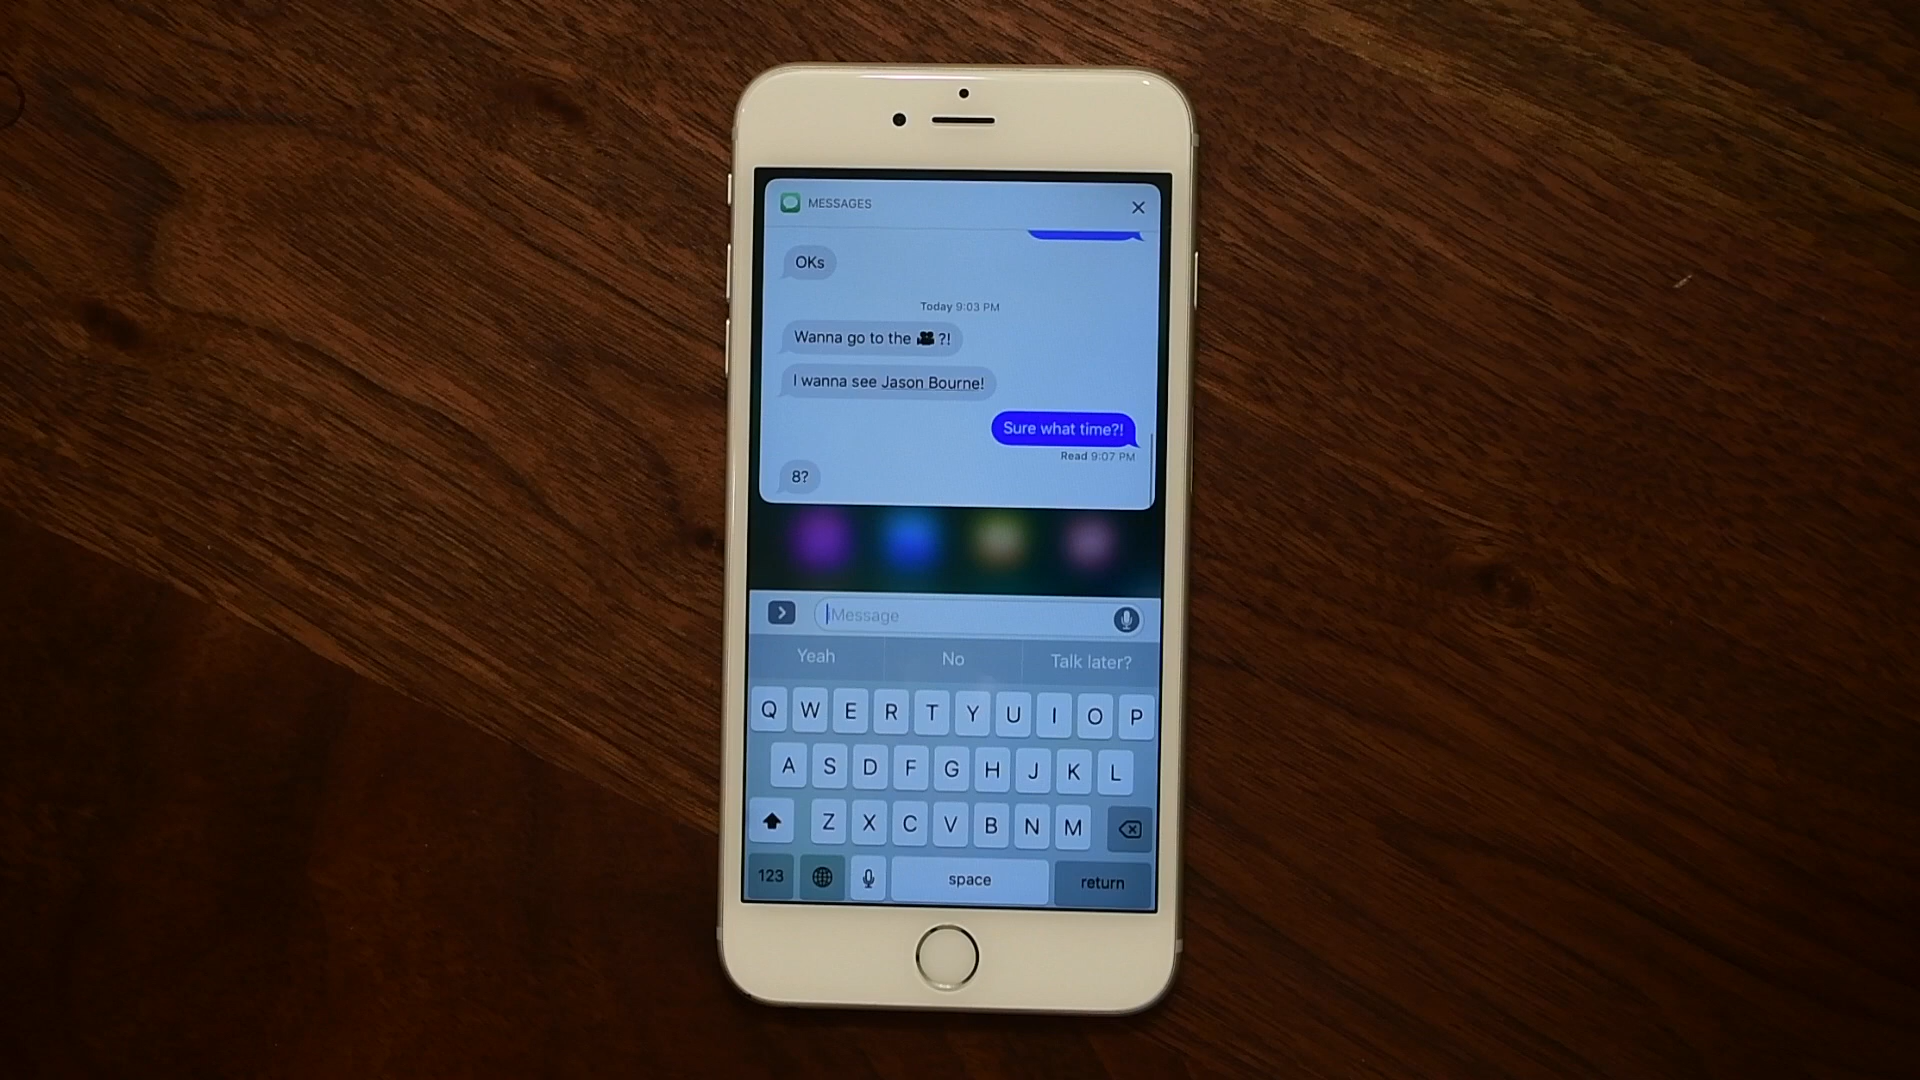 MESSAGES
OKs
Today 9:03 PM
Wanna go to the 🎥 ?!
I wanna see Jason Bourne!
Sure what time?!
Read 9:07 PM
8?
iMessage
Yeah No Talk later?
Q W E R T Y U I O P
A S D F G H J K L
Z X C V B N M
123 space return